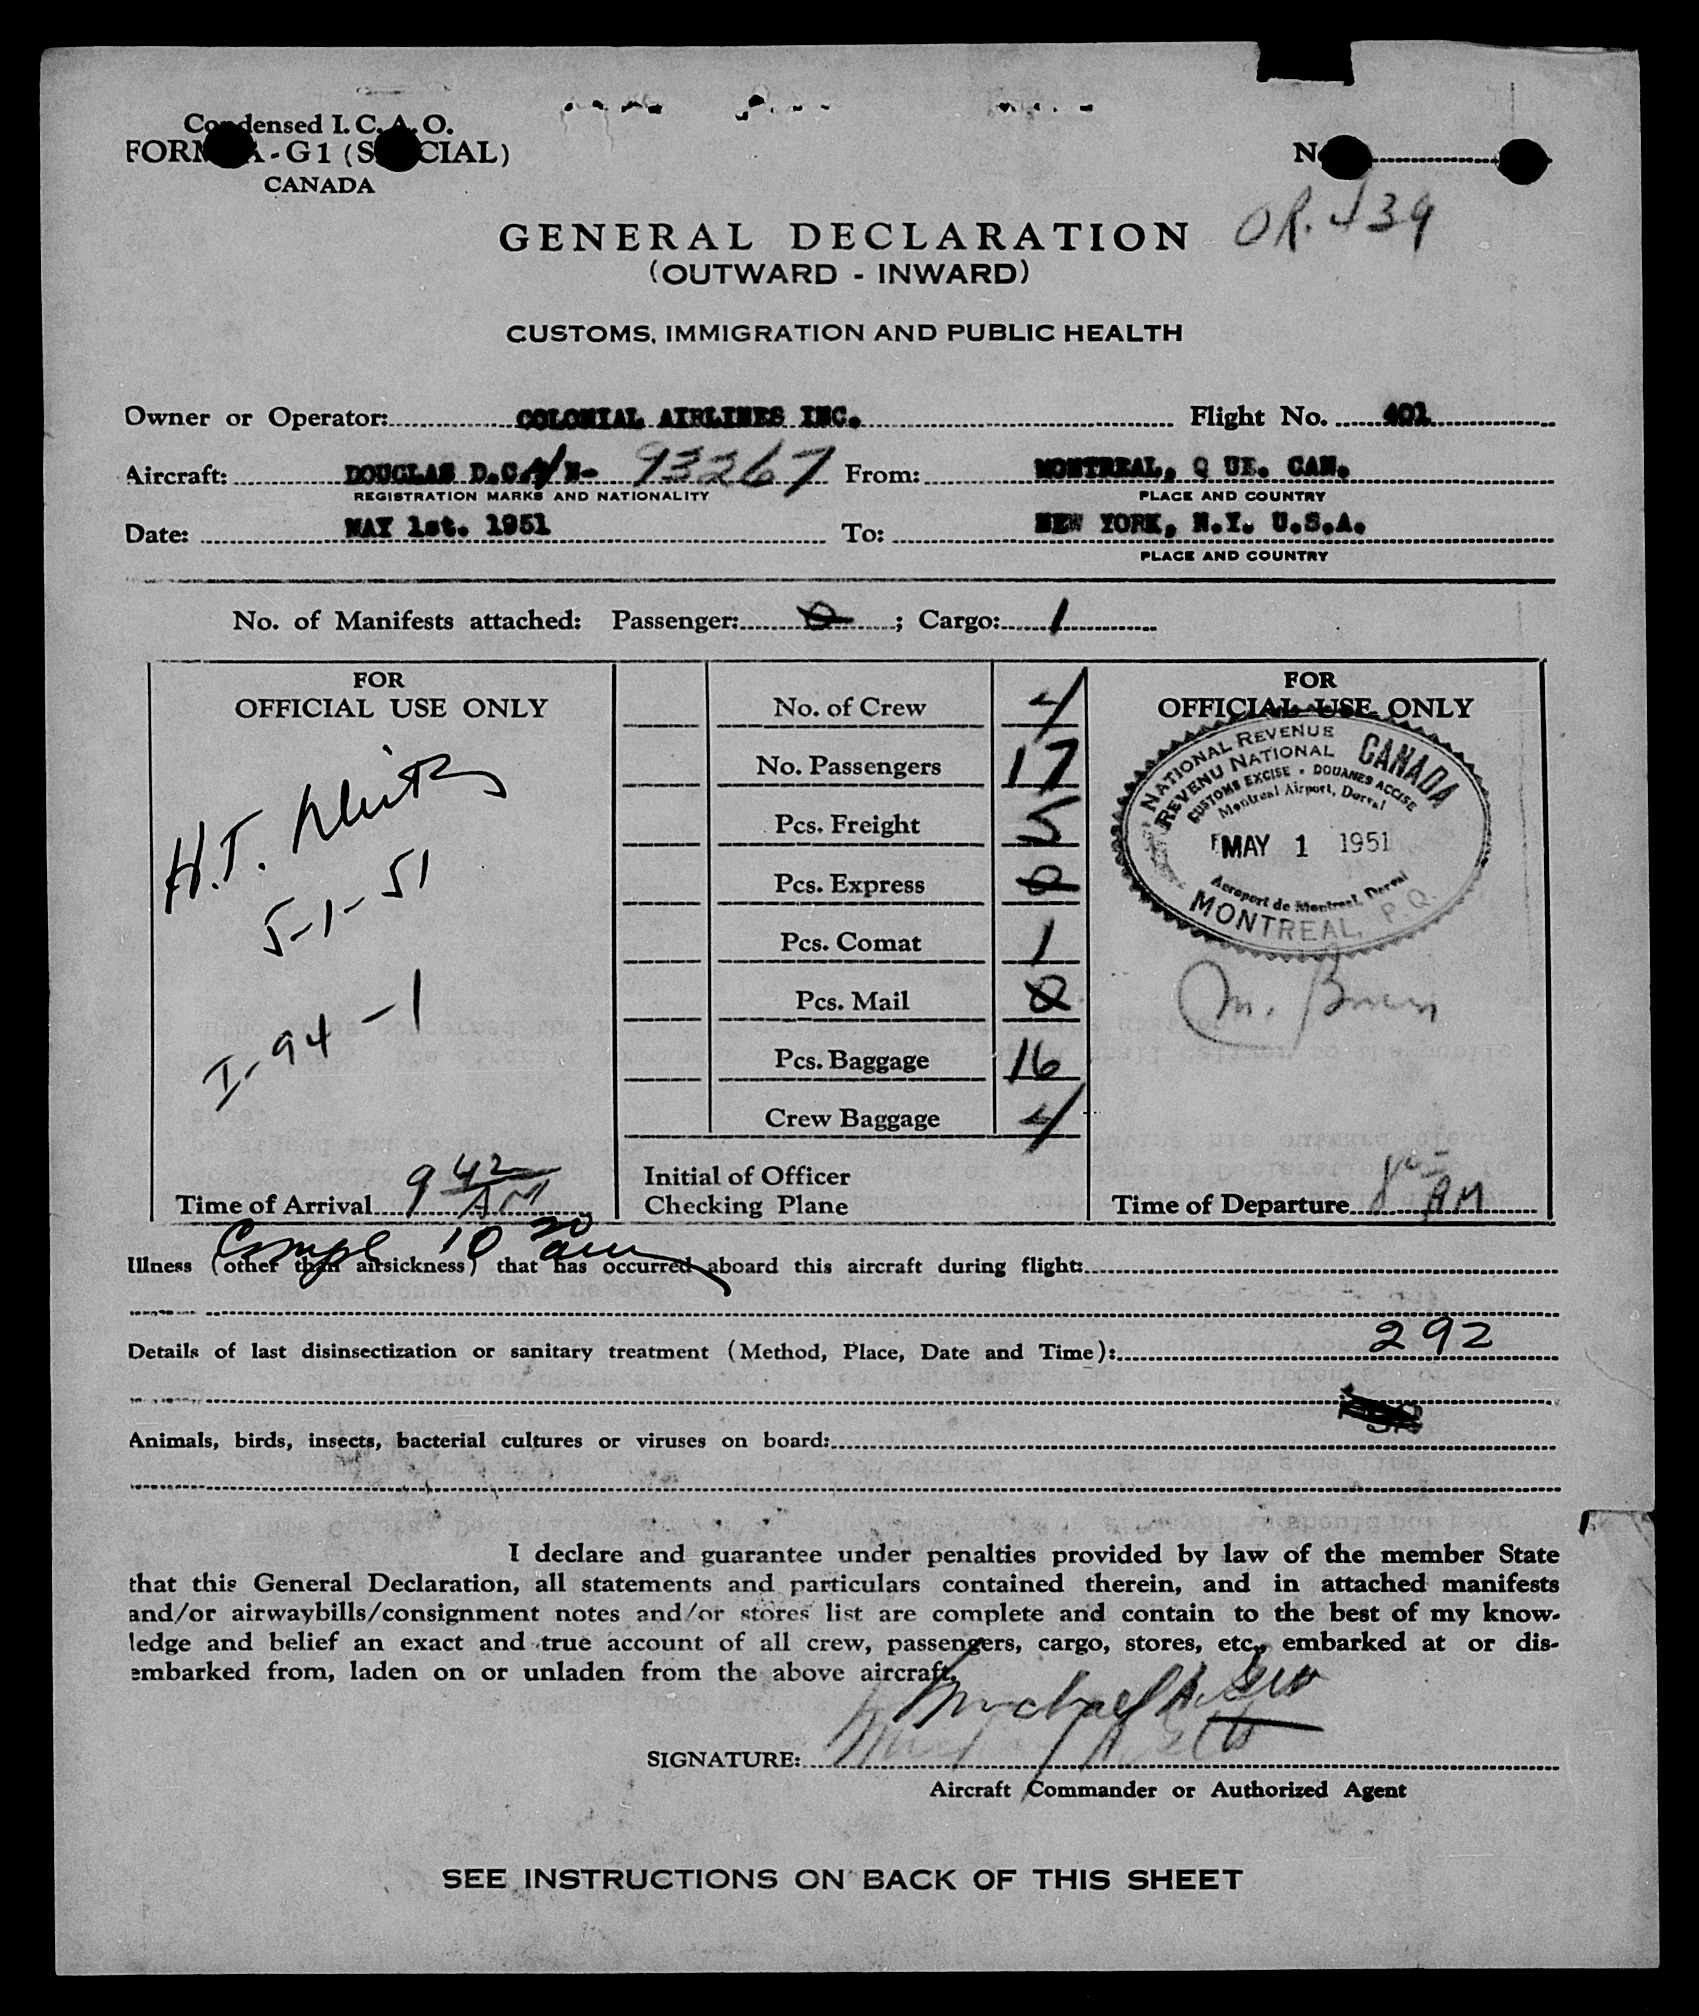 Condensed I. C. A. O.
FORM A - G 1 (SPECIAL)
CANADA
No
OR. 439
GENERAL DECLARATION
(OUTWARD - INWARD)
CUSTOMS, IMMIGRATION AND PUBLIC HEALTH
Owner or Operator: COLONIAL AIRLINES INC. Flight No. 401
Aircraft: DOUGLAS D.C.4 N- 93267 From: MONTREAL, Q UE. CAN.
REGISTRATION MARKS AND NATIONALITY PLACE AND COUNTRY
Date: MAY 1st. 1951 To: NEW YORK, N.Y. U.S.A.
PLACE AND COUNTRY
No. of Manifests attached: Passenger: 0 ; Cargo: 1
FOR
OFFICIAL USE ONLY
H.T.
5-1-51
I-94-1
Time of Arrival 9 42 AM
No. of Crew 4
No. Passengers 17
Pcs. Freight 5
Pcs. Express 0
Pcs. Comat 1
Pcs. Mail 0
Pcs. Baggage 16
Crew Baggage 4
Initial of Officer
Checking Plane
FOR
OFFICIAL USE ONLY
NATIONAL REVENUE CANADA
REVENU NATIONAL
CUSTOMS EXCISE · DOUANES ACCISE
Montreal Airport, Dorval
MAY 1 1951
Aeroport de Montreal, Dorval
MONTREAL, P.Q.
M.
Time of Departure 8 05 AM
Compl 10 20 am
Illness (other than airsickness) that has occurred aboard this aircraft during flight:
292
Details of last disinsectization or sanitary treatment (Method, Place, Date and Time):
Animals, birds, insects, bacterial cultures or viruses on board:
I declare and guarantee under penalties provided by law of the member State
that this General Declaration, all statements and particulars contained therein, and in attached manifests
and/or airwaybills/consignment notes and/or stores list are complete and contain to the best of my know-
ledge and belief an exact and true account of all crew, passengers, cargo, stores, etc., embarked at or dis-
embarked from, laden on or unladen from the above aircraft.
Michael A.
SIGNATURE:
Aircraft Commander or Authorized Agent
SEE INSTRUCTIONS ON BACK OF THIS SHEET